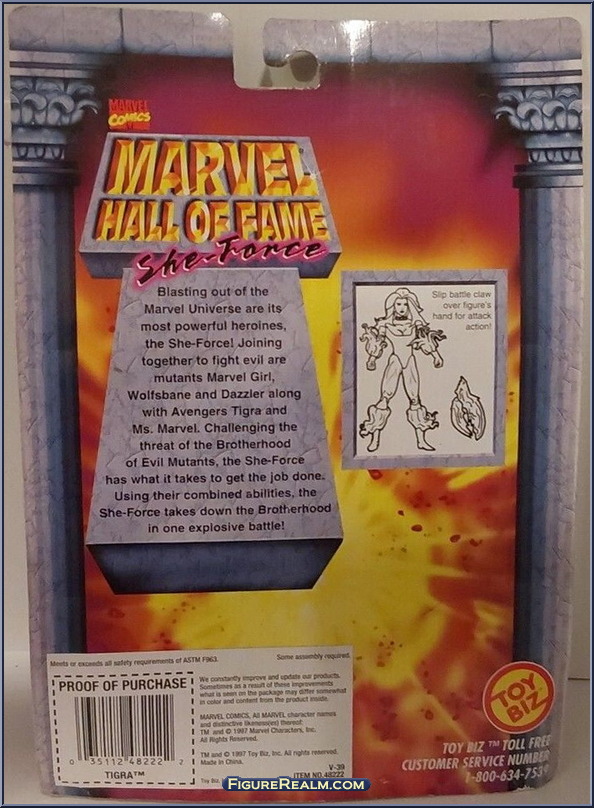 MARVEL
COMICS
MARVEL
HALL OF FAME
She-Force
Blasting out of the
Marvel Universe are its
most powerful heroines,
the She-Force! Joining
together to fight evil are
mutants Marvel Girl,
Wolfsbane and Dazzler along
with Avengers Tigra and
Ms. Marvel. Challenging the
threat of the Brotherhood
of Evil Mutants, the She-Force
has what it takes to get the job done.
Using their combined abilities, the
She-Force takes down the Brotherhood
in one explosive battle!
Slip battle claw
over figure's
hand for attack
action!
Meets or exceeds all safety requirements of ASTM F963.
Some assembly required.
PROOF OF PURCHASE
0 35112 48222 2
TIGRA™
We constantly improve and update our products.
Sometimes as a result of these improvements
what is seen on the package may differ somewhat
in color and content from the product inside.
MARVEL COMICS, All MARVEL character names
and distinctive likeness(es) thereof:
TM and © 1997 Marvel Characters, Inc.
All Rights Reserved.
TM and © 1997 Toy Biz, Inc. All rights reserved.
Made in China.
V-39
Toy Biz,
ITEM NO.48222
TOY
BIZ
TOY BIZ ™ TOLL FREE
CUSTOMER SERVICE NUMBER
1-800-634-753
FIGUREREALM.COM